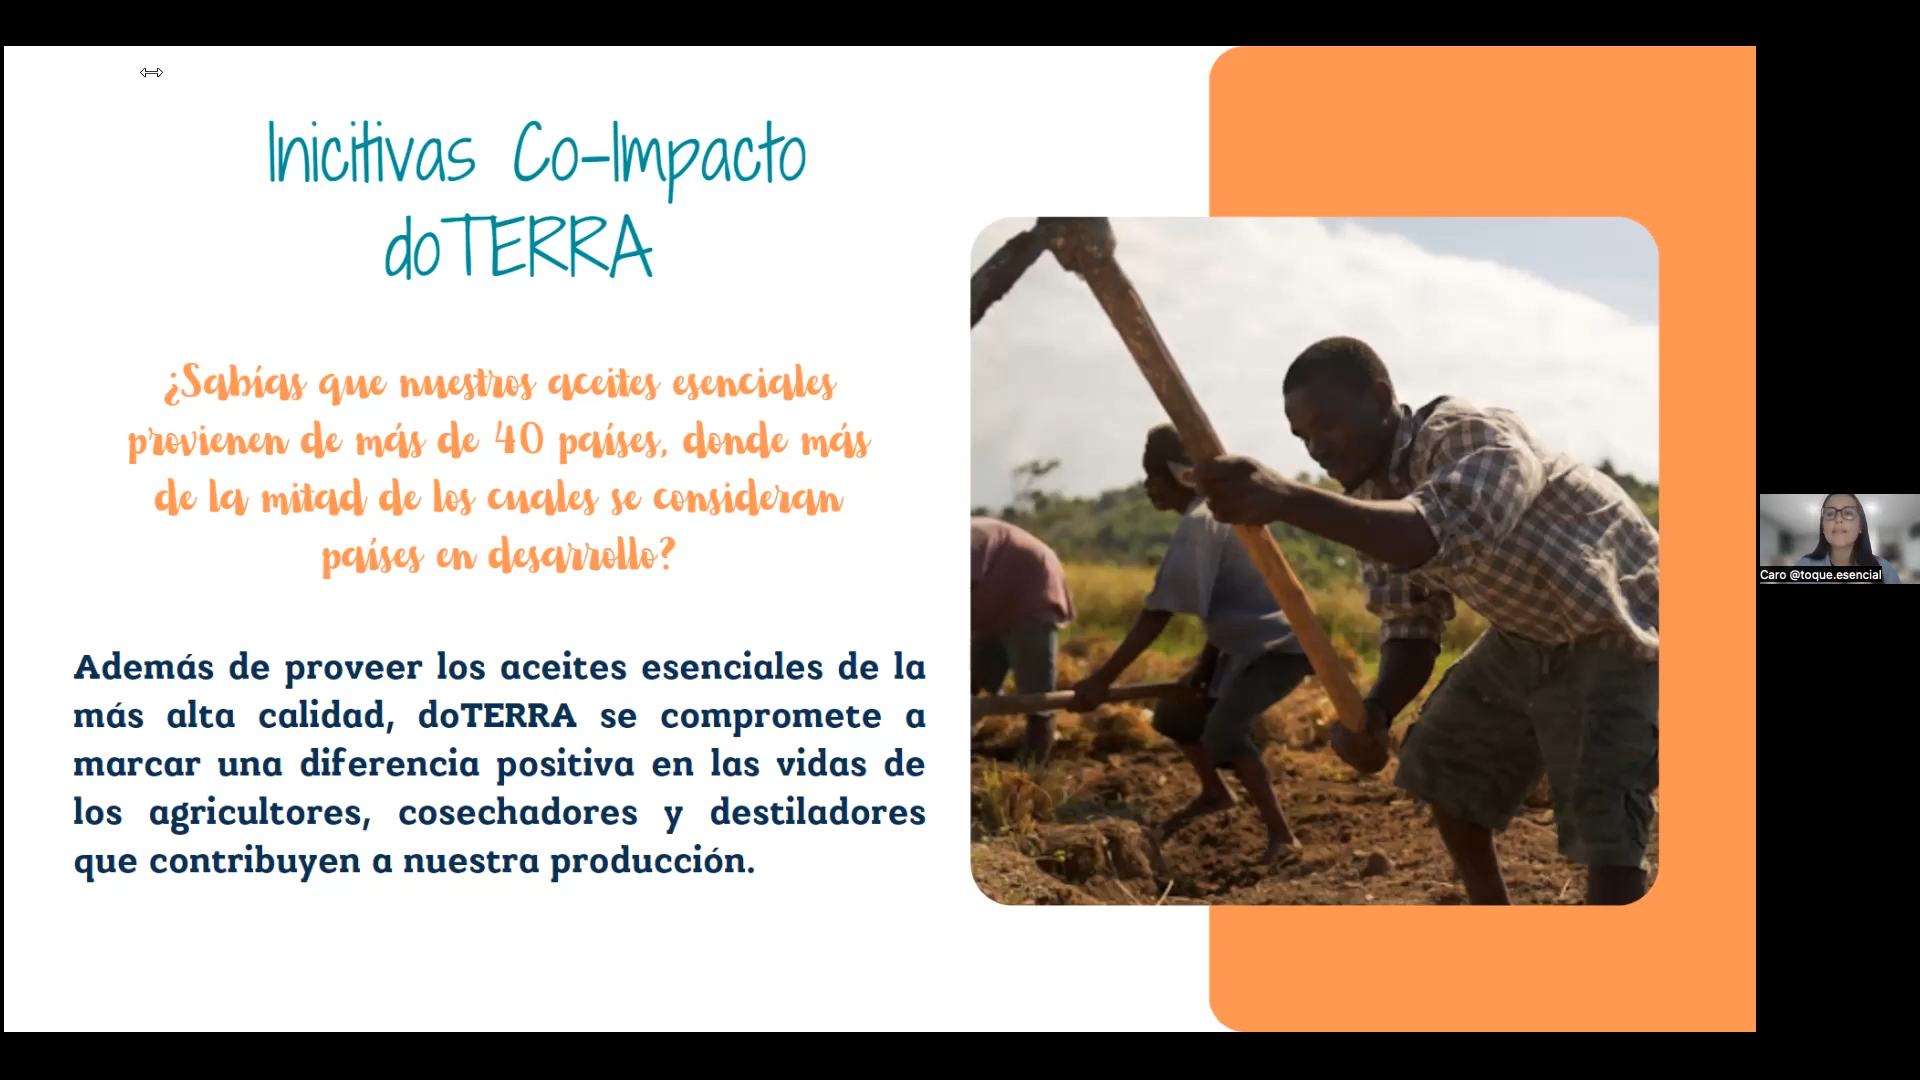 Inicitivas Co-Impacto
doTERRA
¿Sabías que nuestros aceites esenciales
provienen de más de 40 países, donde más
de la mitad de los cuales se consideran
países en desarrollo?
Además de proveer los aceites esenciales de la
más alta calidad, doTERRA se compromete a
marcar una diferencia positiva en las vidas de
los agricultores, cosechadores y destiladores
que contribuyen a nuestra producción.
Caro @toque.esencial